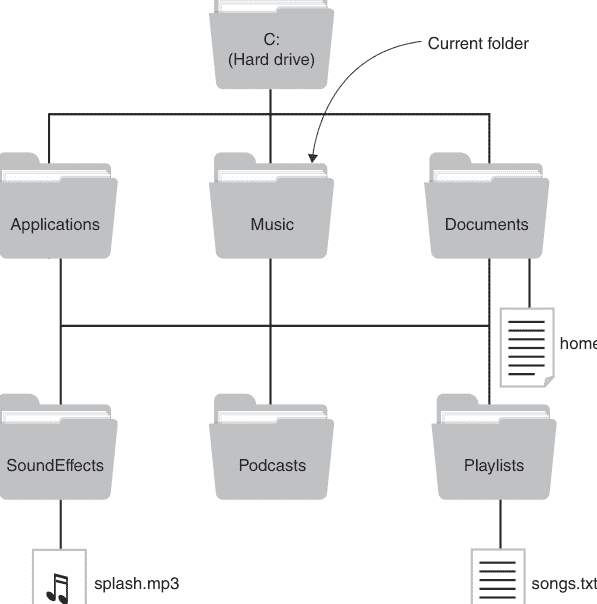 C:
(Hard drive)
Current folder
Applications
Music
Documents
home
SoundEffects
Podcasts
Playlists
splash.mp3
songs.txt